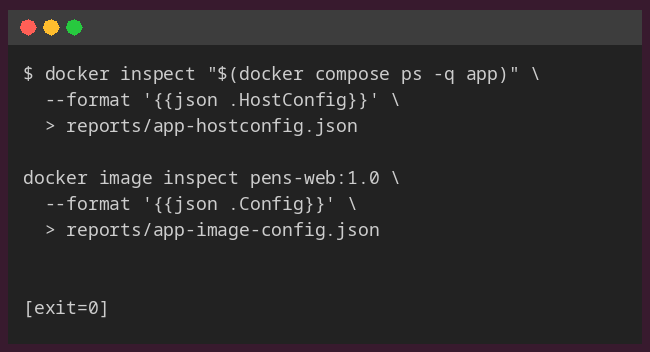 $ docker inspect "$(docker compose ps -q app)" \
  --format '{{json .HostConfig}}' \
  > reports/app-hostconfig.json

docker image inspect pens-web:1.0 \
  --format '{{json .Config}}' \
  > reports/app-image-config.json

[exit=0]